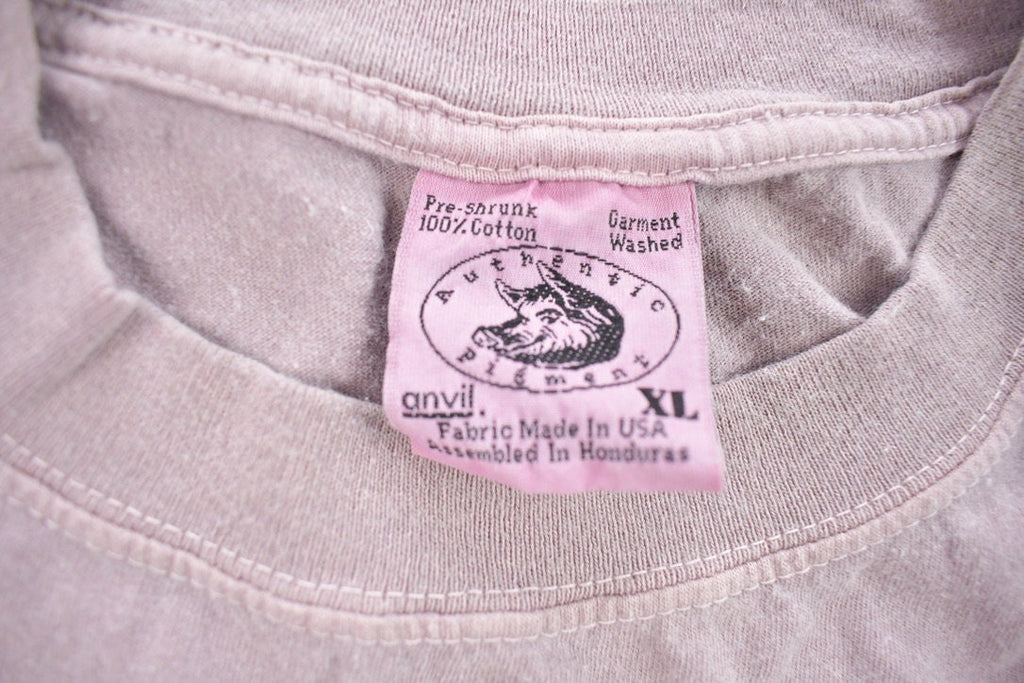 Pre-shrunk
100% Cotton
Garment
Washed
Authentic
Pigment
anvil.
XL
Fabric Made In USA
Assembled In Honduras